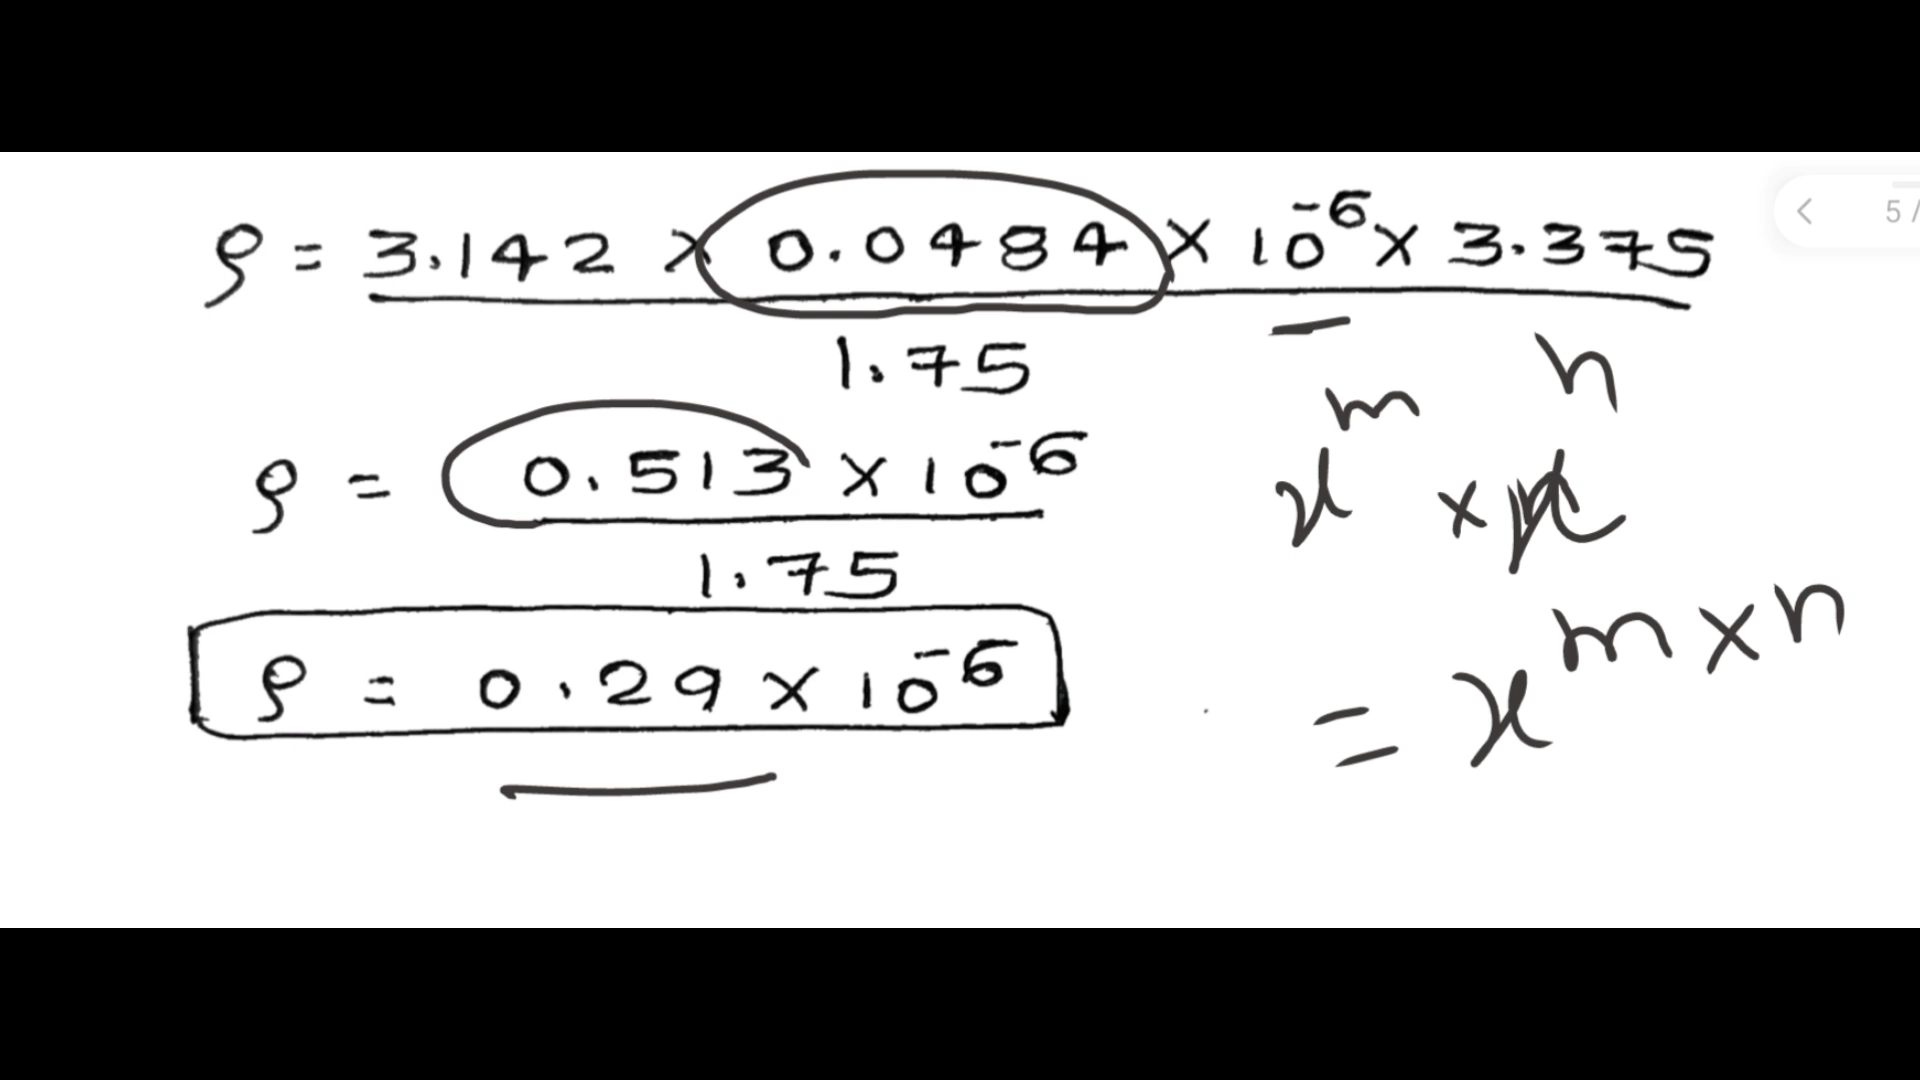 ρ = 3.142 × 0.0484 × 10⁻⁶ × 3.375
1.75
ρ = 0.513 × 10⁻⁶
1.75
ρ = 0.29 × 10⁻⁶
xᵐ × xⁿ
= xᵐ ˣ ⁿ
5 /